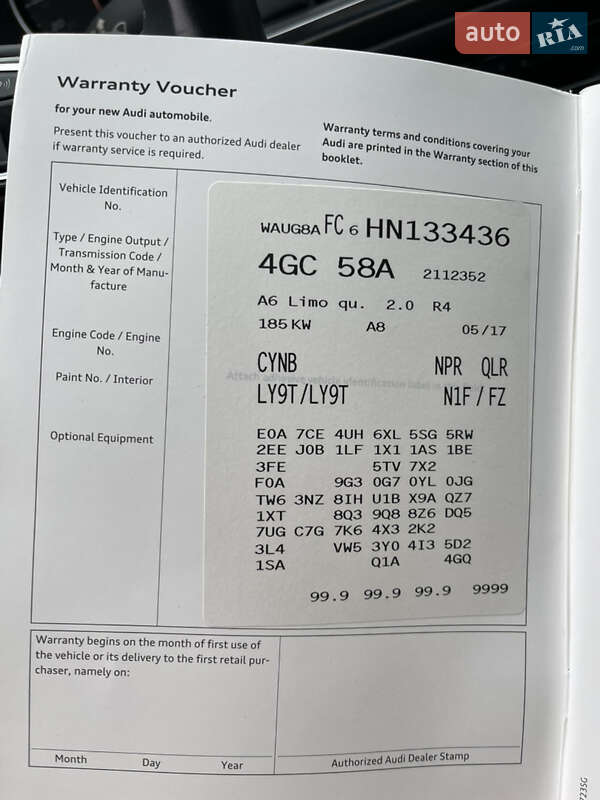 auto RIA .com
Warranty Voucher
for your new Audi automobile.
Present this voucher to an authorized Audi dealer
if warranty service is required.
Warranty terms and conditions covering your
Audi are printed in the Warranty section of this
booklet.
Vehicle Identification
No.
WAUG8A FC 6 HN133436
Type / Engine Output /
Transmission Code /
Month & Year of Manu-
facture
4GC 58A 2112352
A6 Limo qu. 2.0 R4
185 KW A8 05/17
Engine Code / Engine
No.
CYNB NPR QLR
Paint No. / Interior
LY9T/LY9T N1F / FZ
Optional Equipment
E0A 7CE 4UH 6XL 5SG 5RW
2EE J0B 1LF 1X1 1AS 1BE
3FE 5TV 7X2
F0A 9G3 0G7 0YL 0JG
TW6 3NZ 8IH U1B X9A QZ7
1XT 8Q3 9Q8 8Z6 DQ5
7UG C7G 7K6 4X3 2K2
3L4 VW5 3Y0 4I3 5D2
1SA Q1A 4GQ
99.9 99.9 99.9 9999
Warranty begins on the month of first use of
the vehicle or its delivery to the first retail pur-
chaser, namely on:
Month Day Year
Authorized Audi Dealer Stamp